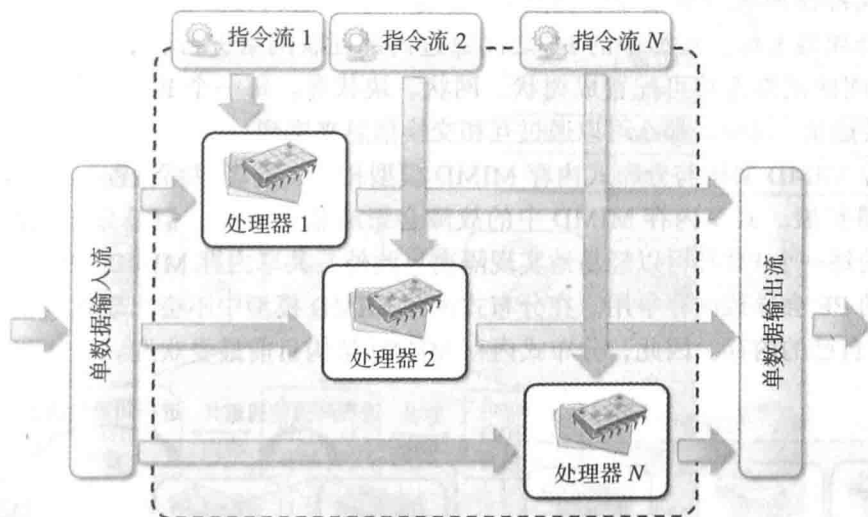 指令流 1
指令流 2
指令流 N
处理器 1
处理器 2
处理器 N
单数据输入流
单数据输出流